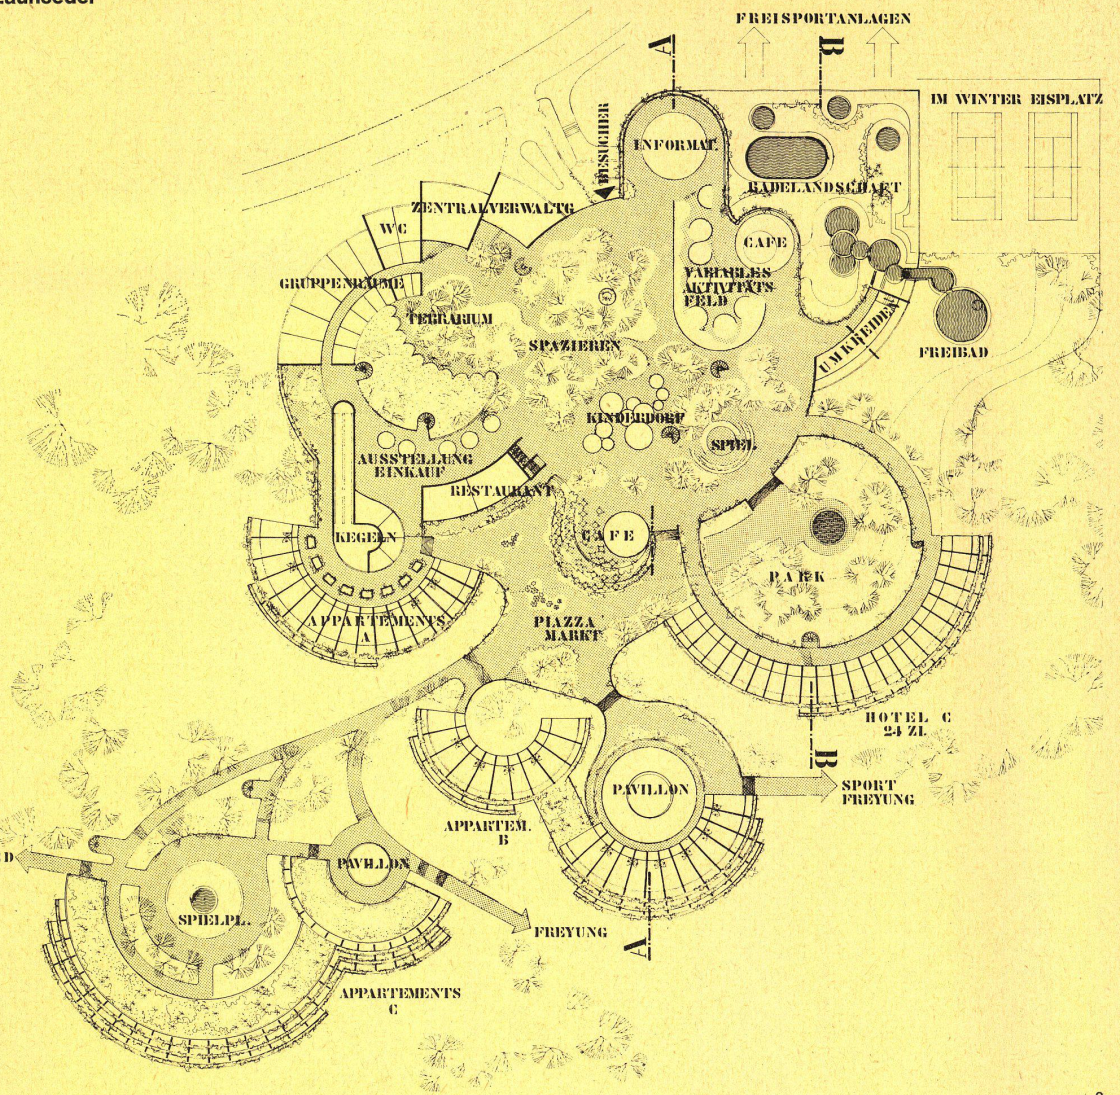 FREISPORTANLAGEN
A
B
IM WINTER EISPLATZ
BESUCHER
INFORMAT.
BADELANDSCHAFT
ZENTRALVERWALTG
WC
CAFE
GRUPPENRÄUME
VARIABLES
AKTIVITÄTS
FELD
TERRARIUM
SPAZIEREN
UMKLEIDEN
FREIBAD
KINDERDORF
SPIEL
AUSSTELLUNG
EINKAUF
RESTAURANT
KEGELN
CAFE
PARK
APPARTEMENTS
A
PIAZZA
MARKT
HOTEL C
24 ZI.
B
PAVILLON
SPORT
FREYUNG
APPARTEM.
B
PAVILLON
SPIELPL.
FREYUNG
A
APPARTEMENTS
C